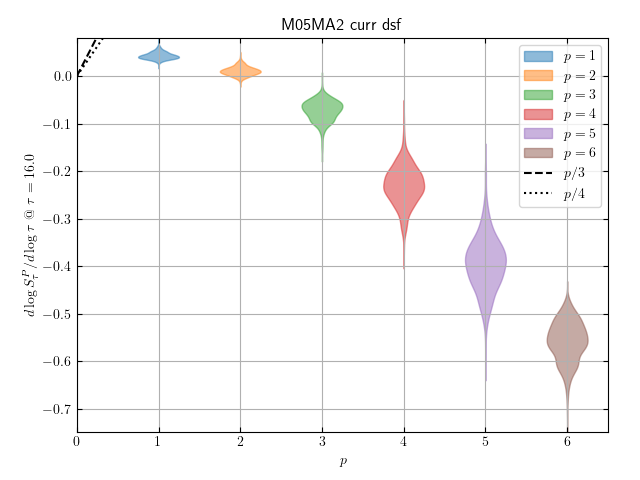 M05MA2 curr dsf
d log S_τ^P / d log τ @ τ = 16.0
0.0
−0.1
−0.2
−0.3
−0.4
−0.5
−0.6
−0.7
0 1 2 3 4 5 6
p
p = 1
p = 2
p = 3
p = 4
p = 5
p = 6
p/3
p/4